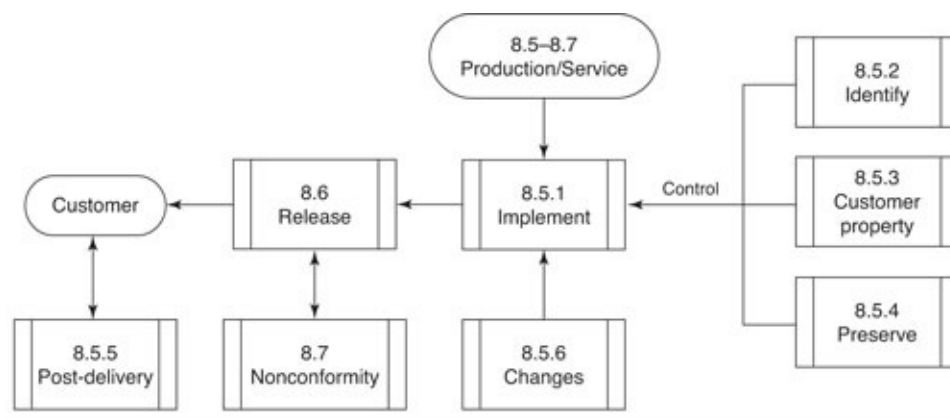 8.5–8.7
Production/Service
8.5.2
Identify
8.6
Release
8.5.1
Implement
Control
8.5.3
Customer
property
Customer
8.5.5
Post-delivery
8.7
Nonconformity
8.5.6
Changes
8.5.4
Preserve